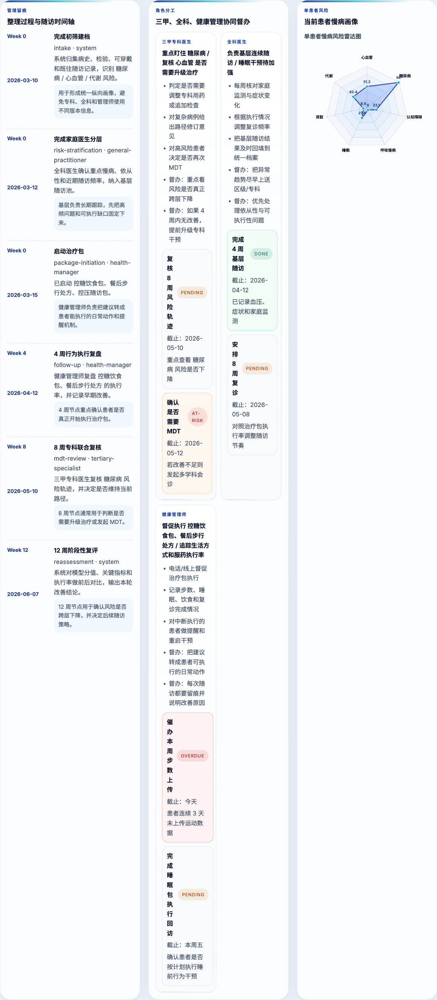 管理留痕
整理过程与随访时间轴
Week 0
2026-03-10
完成初筛建档
intake · system
系统归集病史、检验、可穿戴
和既往随访记录，识别 糖尿
病 / 心血管 / 代谢 风险。
用于形成统一纵向画像，避
免专科、全科和管理师使用
不同版本信息。
Week 0
2026-03-12
完成家庭医生分层
risk-stratification · general-
practitioner
全科医生确认重点慢病、依从
性和近期随访频率，纳入基层
随访池。
基层负责长期跟踪，先把高
频问题和可执行缺口固定下
来。
Week 0
2026-03-15
启动治疗包
package-initiation · health-
manager
已启动 控糖饮食包、餐后步
行处方、控压随访包。
健康管理师负责把建议转成
患者能执行的日常动作和提
醒机制。
Week 4
2026-04-12
4 周行为执行复盘
follow-up · health-manager
健康管理师复盘 控糖饮食
包、餐后步行处方 的执行
率，并记录早期改善。
4 周节点重点确认患者是否
真正开始执行治疗包。
Week 8
2026-05-10
8 周专科联合复核
mdt-review · tertiary-
specialist
三甲专科医生复核 糖尿病 风
险轨迹，并决定是否维持当前
路径。
8 周节点通常用于判断是否
需要升级治疗或发起 MDT。
Week 12
2026-06-07
12 周阶段性复评
reassessment · system
系统对模型分值、关键指标和
执行率做前后对比，输出本轮
改善结论。
12 周节点用于确认风险是否
跨层下降，并决定后续随访
策略。
角色分工
三甲、全科、健康管理协同督办
三甲专科医生
重点盯住 糖尿病 /
复核 心血管 是否
需要升级治疗
• 判定是否需要
调整专科用药
或追加检查
• 对复杂病例给
出路径修订意
见
• 对高风险患者
决定是否再次
MDT
• 督办：重点看
风险是否真正
跨层下降
• 督办：如果 4
周内无改善，
提前升级专科
干预
复
核
8
周
风
险
轨
迹
PENDING
截止：2026-
05-10
重点查看 糖尿
病 风险是否下
降
确认
是否
需要
MDT
AT-
RISK
截止：2026-
05-12
若改善不足则
发起多学科会
诊
全科医生
负责基层连续随
访 / 睡眠干预待加
强
• 每周核对家庭
监测与症状变
化
• 根据执行情况
调整复诊频率
• 把基层随访结
果及时回填到
统一档案
• 督办：把异常
趋势尽早上送
区级/专科
• 督办：优先处
理依从性与可
执行性问题
完成
4 周
基层
随访
DONE
截止：2026-
04-12
已记录血压、
症状和家庭监
测
安
排
8
周
复
诊
PENDING
截止：2026-
05-08
对照治疗包执
行率调整随访
节奏
健康管理师
督促执行 控糖饮
食包、餐后步行
处方 / 追踪生活方
式和服药执行率
• 电话/线上督促
治疗包执行
• 记录步数、睡
眠、饮食和复
诊完成情况
• 对中断执行的
患者做提醒和
重启干预
• 督办：把建议
转成患者可执
行的日常动作
• 督办：每次随
访都要留痕并
说明改善原因
催
办
本
周
步
数
上
传
OVERDUE
截止：今天
患者连续 3 天
未上传运动数
据
完
成
睡
眠
包
执
行
回
访
PENDING
截止：本周五
确认患者是否
按计划执行睡
前行为干预
单患者风险
当前患者慢病画像
单患者慢病风险雷达图
心血管
代谢
糖尿病
51.2
42.4
8.8
6
23.1
肾脏
认知障碍
睡眠
呼吸慢病